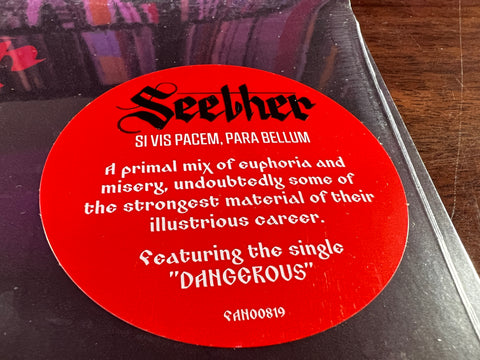 Seether
SI VIS PACEM, PARA BELLUM
A primal mix of euphoria and
misery, undoubtedly some of
the strongest material of their
illustrious career.
Featuring the single
"DANGEROUS"
FAN00819